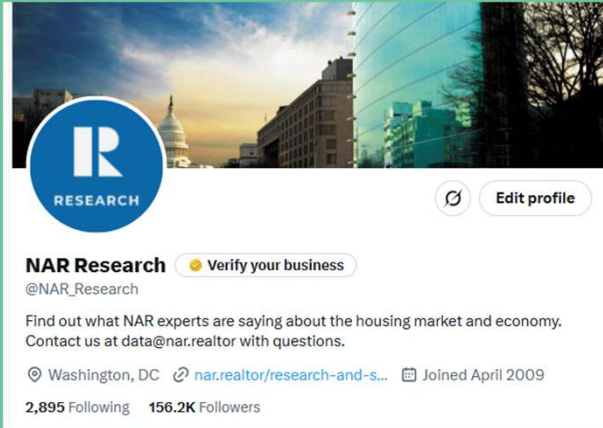 R
RESEARCH
Edit profile
NAR Research Verify your business
@NAR_Research
Find out what NAR experts are saying about the housing market and economy.
Contact us at data@nar.realtor with questions.
Washington, DC nar.realtor/research-and-s... Joined April 2009
2,895 Following 156.2K Followers